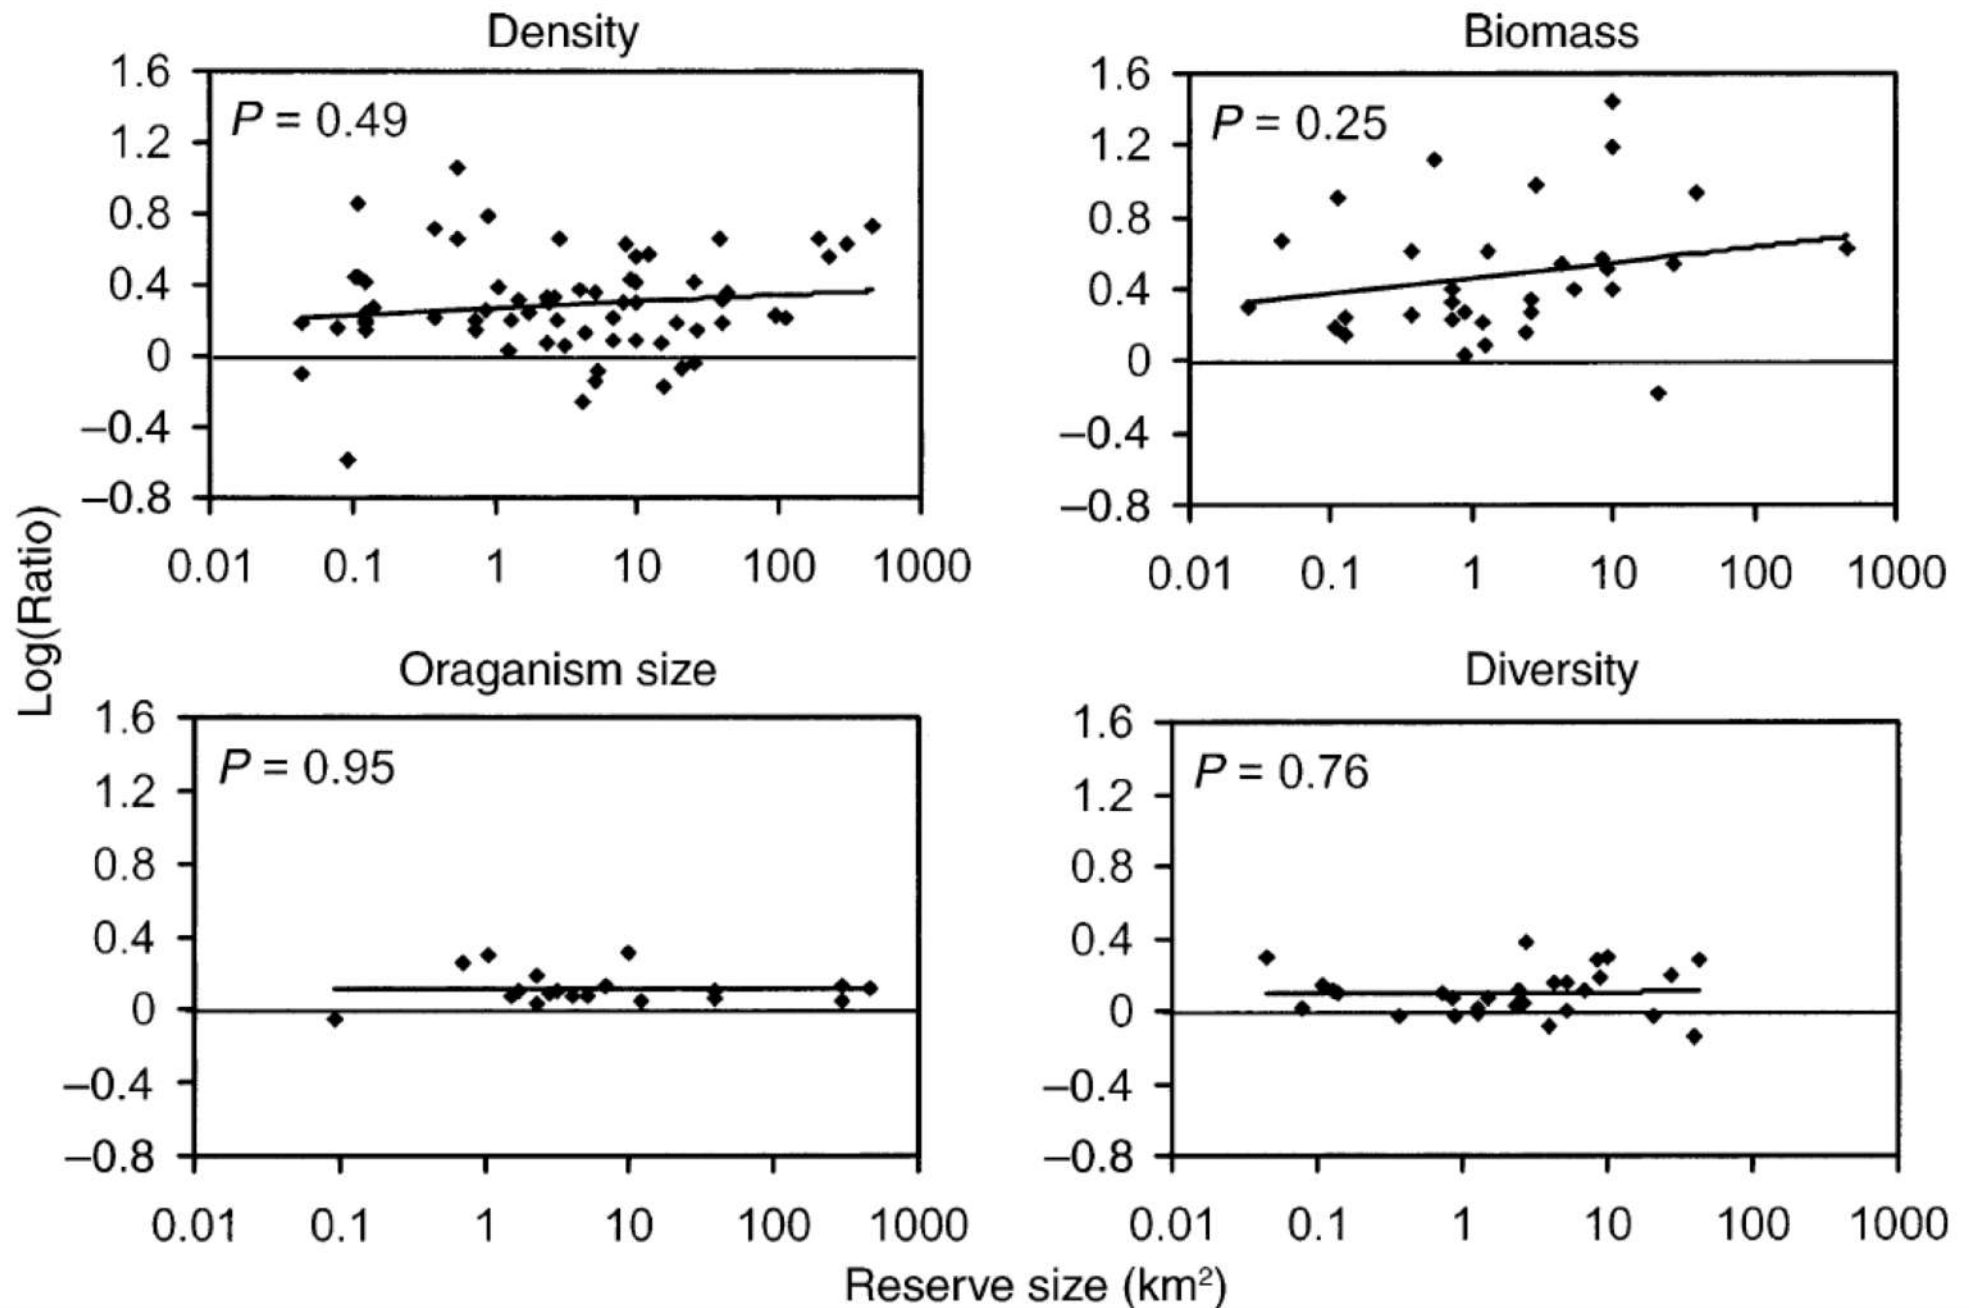 Density
1.6
1.2
0.8
0.4
0
–0.4
–0.8
P = 0.49
0.01 0.1 1 10 100 1000
Biomass
1.6
1.2
0.8
0.4
0
–0.4
–0.8
P = 0.25
0.01 0.1 1 10 100 1000
Log(Ratio)
Oraganism size
1.6
1.2
0.8
0.4
0
–0.4
–0.8
P = 0.95
0.01 0.1 1 10 100 1000
Diversity
1.6
1.2
0.8
0.4
0
–0.4
–0.8
P = 0.76
0.01 0.1 1 10 100 1000
Reserve size (km²)